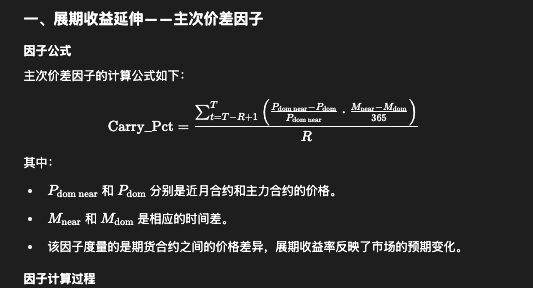 一、展期收益延伸——主次价差因子
因子公式
主次价差因子的计算公式如下：
Carry_Pct = \frac{\sum_{t=T-R+1}^{T} \left( \frac{P_{\text{dom near}} - P_{\text{dom}}}{P_{\text{dom near}}} \cdot \frac{M_{\text{near}} - M_{\text{dom}}}{365} \right)}{R}
其中：
• P_{\text{dom near}} 和 P_{\text{dom}} 分别是近月合约和主力合约的价格。
• M_{\text{near}} 和 M_{\text{dom}} 是相应的时间差。
• 该因子度量的是期货合约之间的价格差异，展期收益率反映了市场的预期变化。
因子计算过程